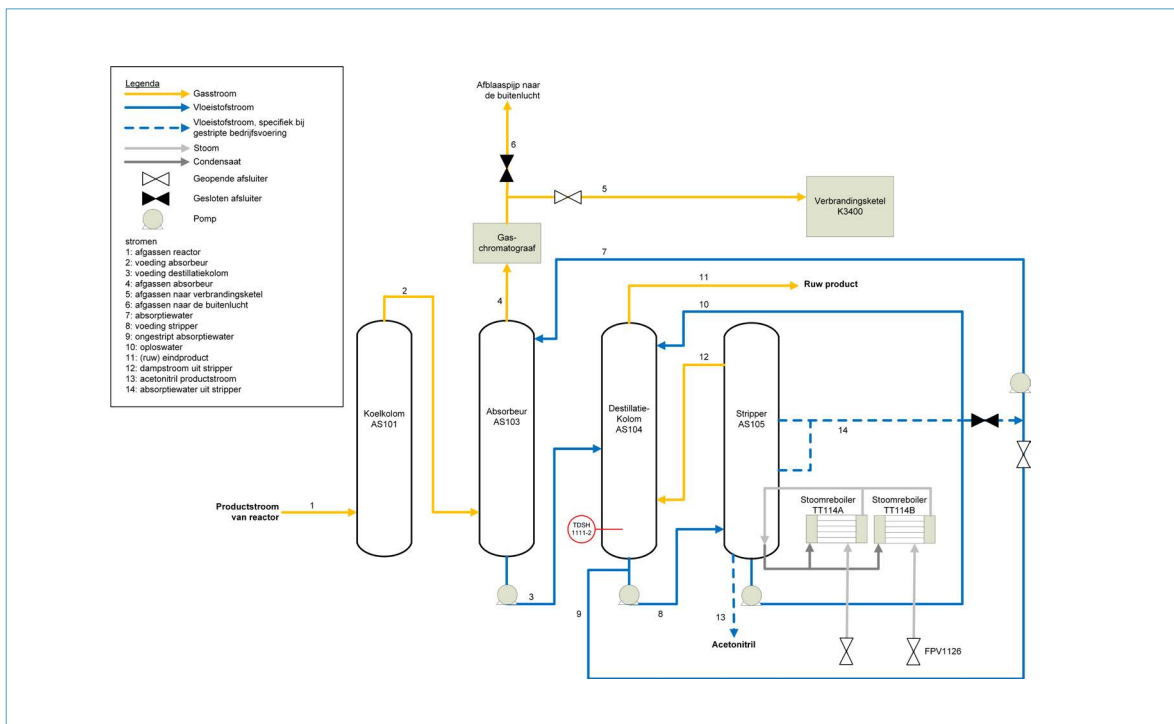 Legenda
Gasstroom
Vloeistofstroom
Vloeistofstroom, specifiek bij
gestripte bedrijfsvoering
Stoom
Condensaat
Geopende afsluiter
Gesloten afsluiter
Pomp
stromen
1: afgassen reactor
2: voeding absorbeur
3: voeding destillatiekolom
4: afgassen absorbeur
5: afgassen naar verbrandingsketel
6: afgassen naar de buitenlucht
7: absorptiewater
8: voeding stripper
9: ongestript absorptiewater
10: oploswater
11: (ruw) eindproduct
12: dampstroom uit stripper
13: acetonitril productstroom
14: absorptiewater uit stripper
Afblaaspijp naar
de buitenlucht
6
5
Verbrandingsketel
K3400
Gas-
chromatograaf
7
4
11
Ruw product
2
10
12
Koelkolom
AS101
Absorbeur
AS103
Destillatie-
Kolom
AS104
Stripper
AS105
14
Productstroom
van reactor
1
TDSH
1111-2
Stoomreboiler
TT114A
Stoomreboiler
TT114B
3
9
8
13
Acetonitril
FPV1126